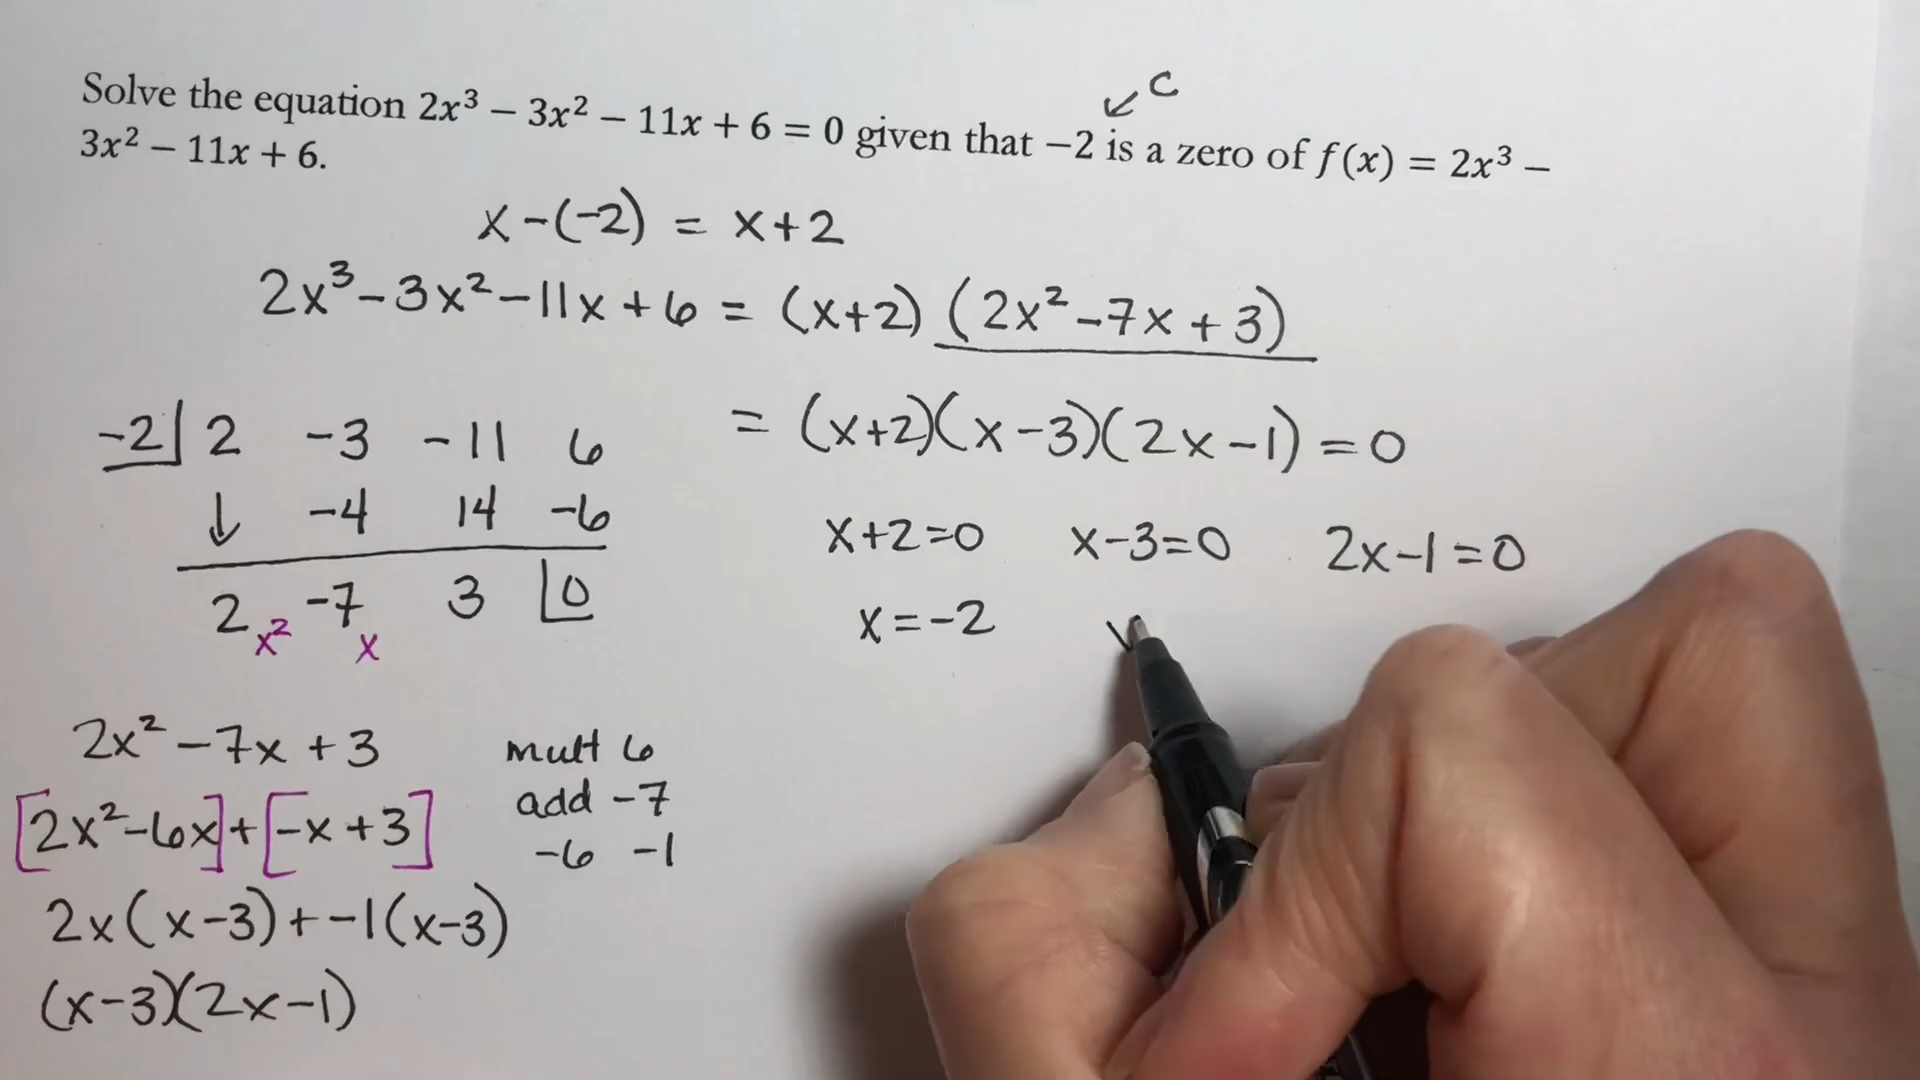 Solve the equation 2x³ − 3x² − 11x + 6 = 0 given that −2 is a zero of f(x) = 2x³ −
3x² − 11x + 6.
c
x-(-2) = x+2
2x³-3x²-11x+6 = (x+2)(2x²-7x+3)
= (x+2)(x-3)(2x-1)=0
x+2=0 x-3=0 2x-1=0
x=-2
-2 2 -3 -11 6
↓ -4 14 -6
2x² -7x 3 0
2x²-7x+3
[2x²-6x]+[-x+3]
2x(x-3)+-1(x-3)
(x-3)(2x-1)
mult 6
add -7
-6 -1